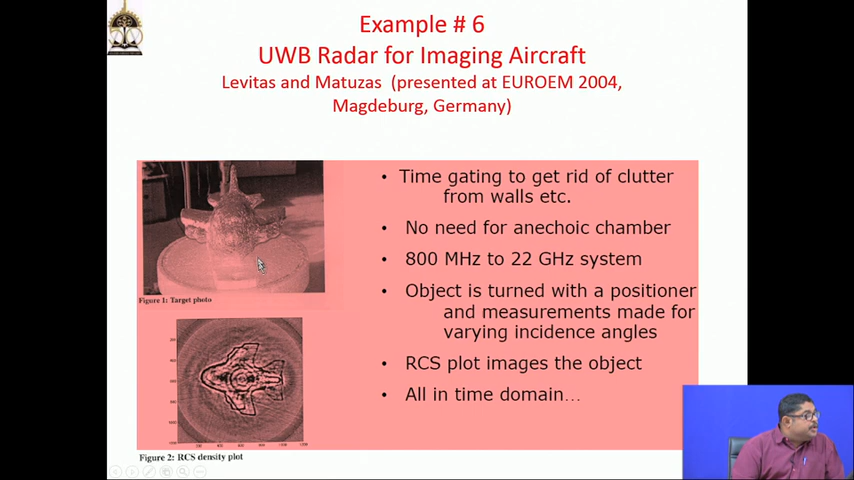 Example # 6
UWB Radar for Imaging Aircraft
Levitas and Matuzas (presented at EUROEM 2004,
Magdeburg, Germany)
• Time gating to get rid of clutter
from walls etc.
• No need for anechoic chamber
• 800 MHz to 22 GHz system
• Object is turned with a positioner
and measurements made for
varying incidence angles
• RCS plot images the object
• All in time domain…
Figure 1: Target photo
Figure 2: RCS density plot